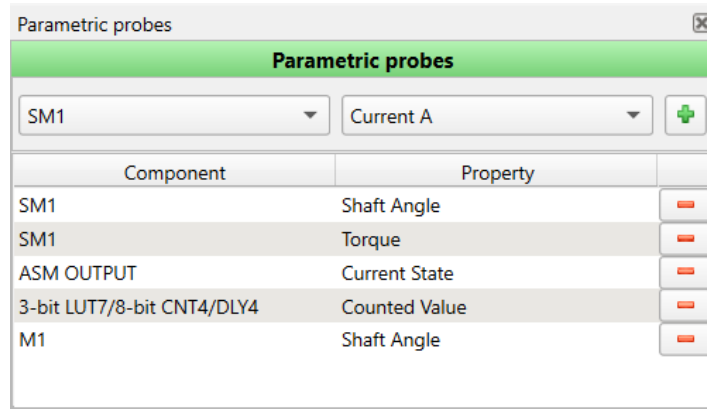 Parametric probes
Parametric probes
SM1 Current A
Component Property
SM1 Shaft Angle
SM1 Torque
ASM OUTPUT Current State
3-bit LUT7/8-bit CNT4/DLY4 Counted Value
M1 Shaft Angle